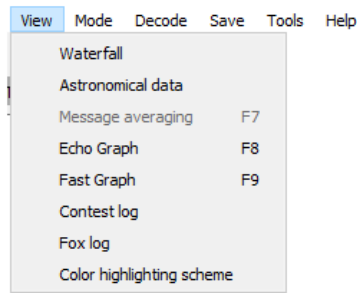 View Mode Decode Save Tools Help
Waterfall
Astronomical data
Message averaging F7
Echo Graph F8
Fast Graph F9
Contest log
Fox log
Color highlighting scheme